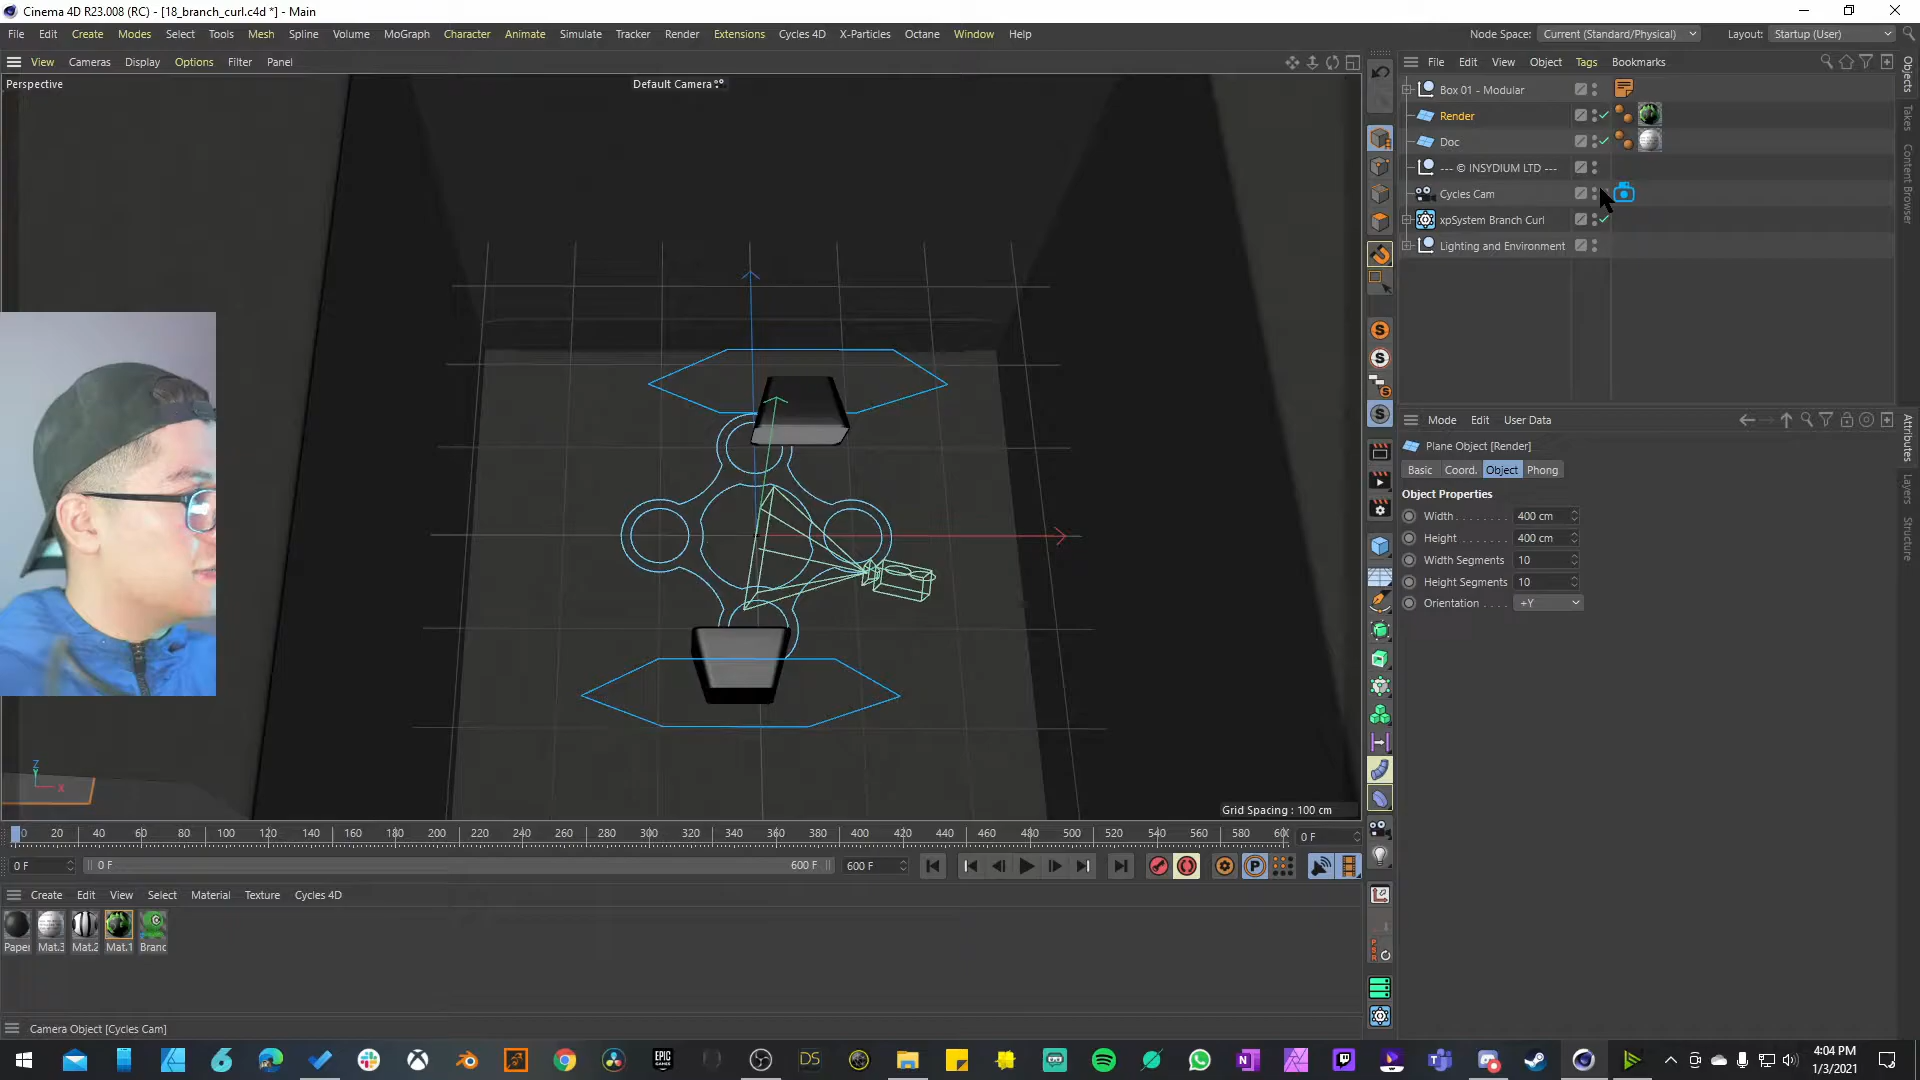 Cinema 4D R23.008 (RC) - [18_branch_curl.c4d *] - Main
File Edit Create Modes Select Tools Mesh Spline Volume MoGraph Character Animate Simulate Tracker Render Extensions Cycles 4D X-Particles Octane Window Help
Node Space: Current (Standard/Physical) Layout: Startup (User)
View Cameras Display Options Filter Panel
File Edit View Object Tags Bookmarks
Perspective
Default Camera
Box 01 - Modular
Render
Doc
--- © INSYDIUM LTD ---
Cycles Cam
xpSystem Branch Curl
Lighting and Environment
Objects
Takes
Content Browser
Mode Edit User Data
Plane Object [Render]
Basic Coord. Object Phong
Object Properties
Width 400 cm
Height 400 cm
Width Segments 10
Height Segments 10
Orientation +Y
Attributes
Layers
Structure
Z
Y
X
Grid Spacing : 100 cm
0 20 40 60 80 100 120 140 160 180 200 220 240 260 280 300 320 340 360 380 400 420 440 460 480 500 520 540 560 580 60
0 F
0 F 0 F 600 F 600 F
Create Edit View Select Material Texture Cycles 4D
Paper Mat.3 Mat.2 Mat.1 Branc
Camera Object [Cycles Cam]
4:04 PM
1/3/2021